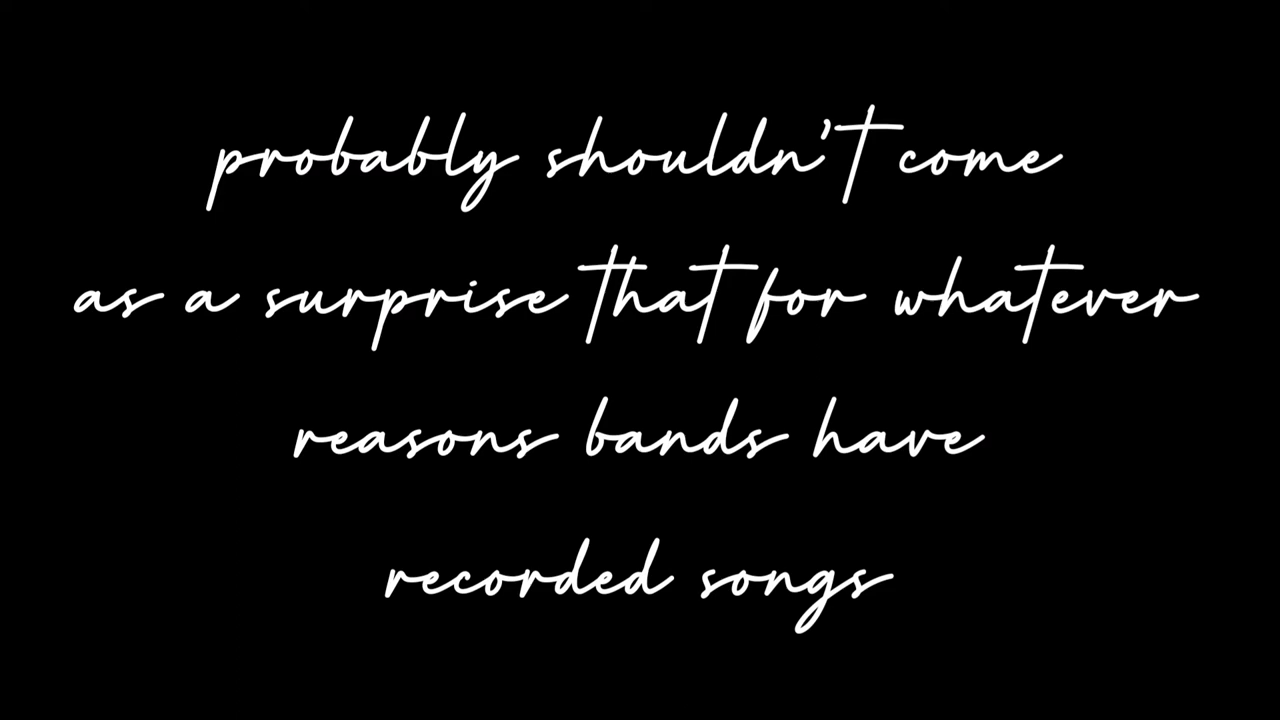 probably shouldn't come
as a surprise that for whatever
reasons bands have
recorded songs